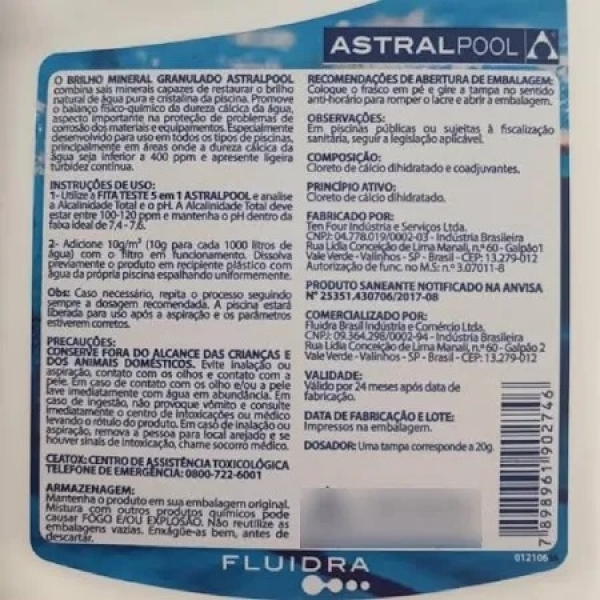 ASTRALPOOL
O BRILHO MINERAL GRANULADO ASTRALPOOL
combina sais minerais capazes de restaurar o brilho
natural de água pura e cristalina da piscina. Promove
o balanço físico-químico da dureza cálcica da água,
aspecto importante na proteção de problemas de
corrosão dos materiais e equipamentos. Especialmente
desenvolvido para uso em todos os tipos de piscinas,
principalmente em áreas onde a dureza cálcica da
água seja inferior a 400 ppm e apresente ligeira
turbidez contínua.
INSTRUÇÕES DE USO:
1- Utilize a FITA TESTE 5 em 1 ASTRALPOOL e analise
a Alcalinidade Total e o pH. A Alcalinidade Total deve
estar entre 100-120 ppm e mantenha o pH dentro da
faixa ideal de 7,4 - 7,6.
2- Adicione 10g/m³ (10g para cada 1000 litros de
água) com o filtro em funcionamento. Dissolva
previamente o produto em recipiente plástico com
água da própria piscina espalhando uniformemente.
Obs: Caso necessário, repita o processo seguindo
sempre a dosagem recomendada. A piscina estará
liberada para uso após a aspiração e os parâmetros
estiverem corretos.
PRECAUÇÕES:
CONSERVE FORA DO ALCANCE DAS CRIANÇAS E
DOS ANIMAIS DOMÉSTICOS. Evite inalação ou
aspiração, contato com os olhos e contato com a
pele. Em caso de contato com olho e/ou a pele
lave imediatamente com água em abundância. Em
caso de ingestão, não provoque vômito e consulte
imediatamente o centro de intoxicações ou médico
levando o rótulo do produto. Em caso de inalação ou
aspiração, remova a pessoa para local arejado e se
houver sinais de intoxicação, chame socorro médico.
CEATOX: CENTRO DE ASSISTÊNCIA TOXICOLÓGICA
TELEFONE DE EMERGÊNCIA: 0800-722-6001
ARMAZENAGEM:
Mantenha o produto em sua embalagem original.
Mistura com outros produtos químicos pode
causar FOGO E/OU EXPLOSÃO. Não reutilize as
embalagens vazias. Enxágüe-as bem, antes de
descartar.
RECOMENDAÇÕES DE ABERTURA DE EMBALAGEM:
Coloque o frasco em pé e gire a tampa no sentido
anti-horário para romper o lacre e abrir a embalagem.
OBSERVAÇÕES:
Em piscinas públicas ou sujeitas à fiscalização
sanitária, seguir a legislação aplicável.
COMPOSIÇÃO:
Cloreto de cálcio dihidratado e coadjuvantes.
PRINCÍPIO ATIVO:
Cloreto de cálcio dihidratado.
FABRICADO POR:
Ten Four Indústria e Serviços Ltda.
CNPJ: 04.778.019/0002-03 - Indústria Brasileira
Rua Lidia Conceição de Lima Manali, n.º 60 - Galpão1
Vale Verde - Valinhos - SP - Brasil - CEP: 13.279-012
Autorização de func. no M.S: n.º 3.07011-8
PRODUTO SANEANTE NOTIFICADO NA ANVISA
Nº 25351.430706/2017-08
COMERCIALIZADO POR:
Fluidra Brasil Indústria e Comércio Ltda.
CNPJ: 09.364.298/0002-94 - Indústria Brasileira
Rua Lidia Conceição de Lima Manali, n.º 60 - Galpão 2
Vale Verde - Valinhos - SP - Brasil - CEP: 13.279-012
VALIDADE:
Válido por 24 meses após data de
fabricação.
DATA DE FABRICAÇÃO E LOTE:
Impressos na embalagem.
DOSADOR: Uma tampa corresponde a 20g.
7 898961 902746
012106
FLUIDRA